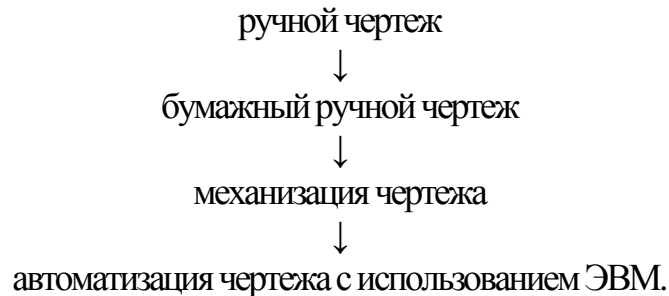 ручной чертеж
↓
бумажный ручной чертеж
↓
механизация чертежа
↓
автоматизация чертежа с использованием ЭВМ.